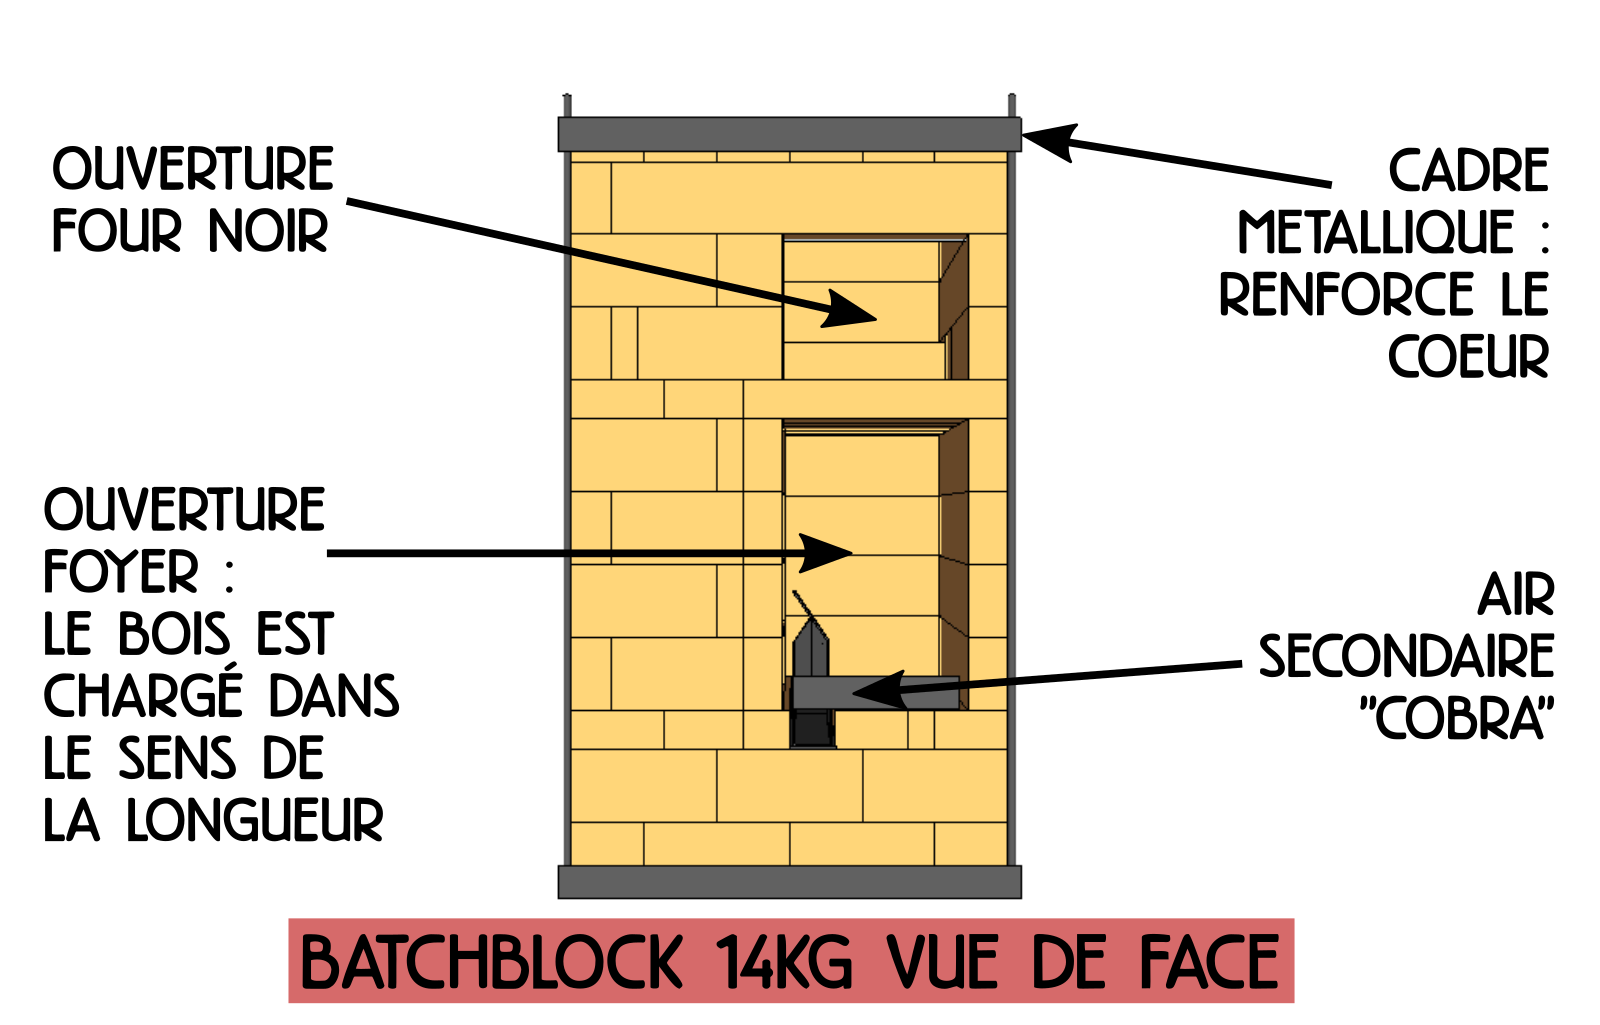 OUVERTURE
FOUR NOIR
CADRE
METALLIQUE :
RENFORCE LE
COEUR
OUVERTURE
FOYER :
LE BOIS EST
CHARGÉ DANS
LE SENS DE
LA LONGUEUR
AIR
SECONDAIRE
"COBRA"
BATCHBLOCK 14KG VUE DE FACE